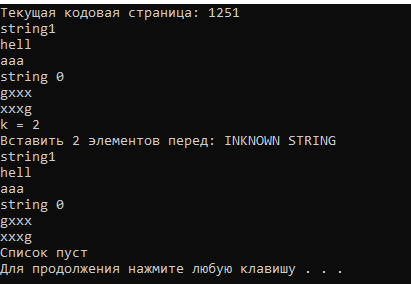 Текущая кодовая страница: 1251
string1
hell
aaa
string 0
gxxx
xxxg
k = 2
Вставить 2 элементов перед: INKNOWN STRING
string1
hell
aaa
string 0
gxxx
xxxg
Список пуст
Для продолжения нажмите любую клавишу . . .